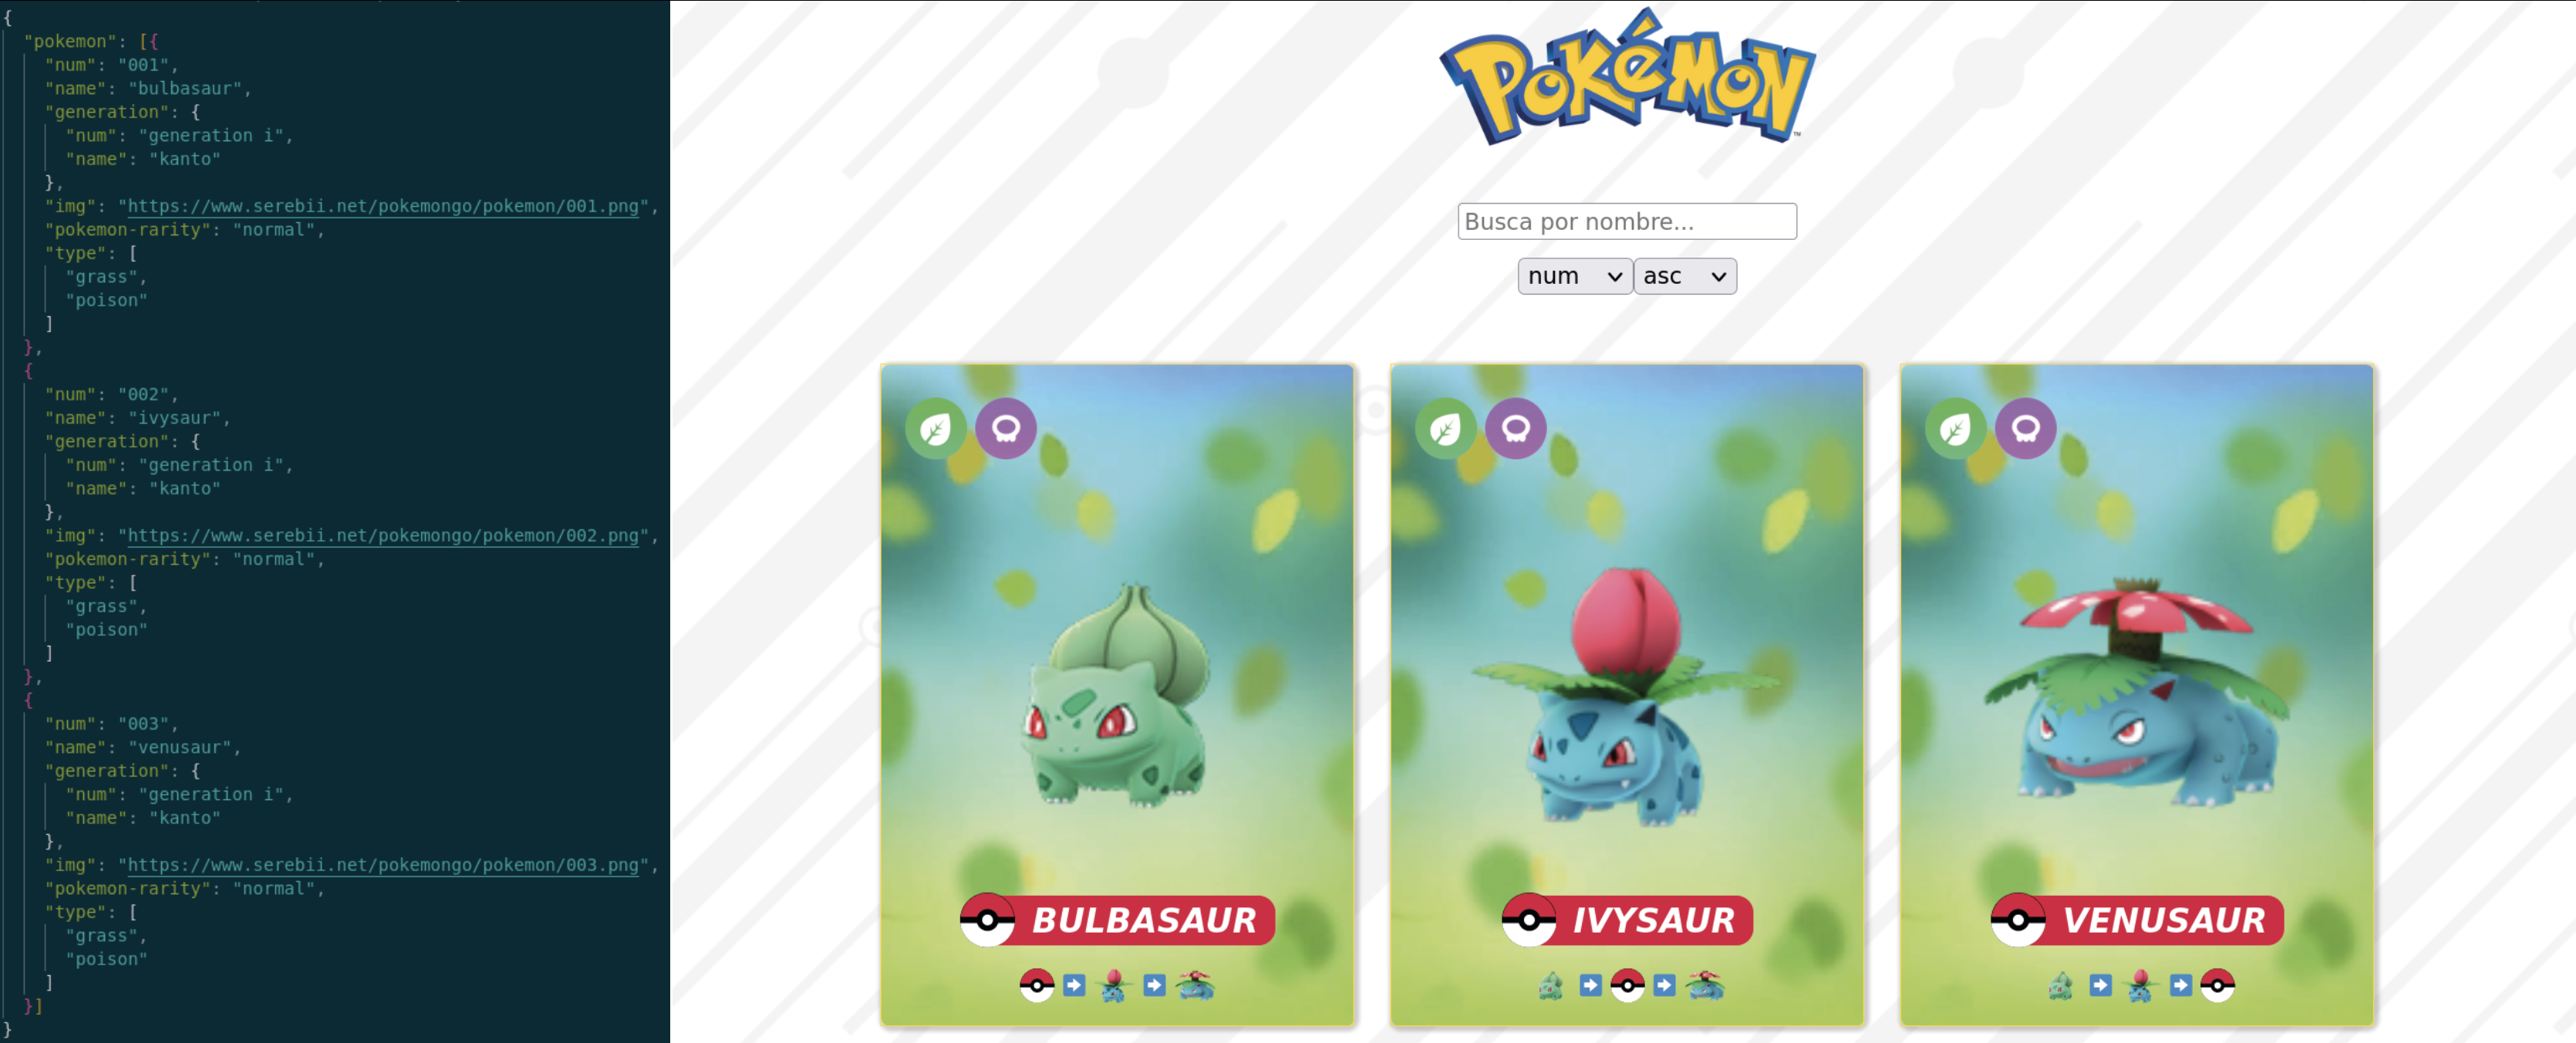 {
"pokemon": [{
"num": "001",
"name": "bulbasaur",
"generation": {
"num": "generation i",
"name": "kanto"
},
"img": "https://www.serebii.net/pokemongo/pokemon/001.png",
"pokemon-rarity": "normal",
"type": [
"grass",
"poison"
]
},
{
"num": "002",
"name": "ivysaur",
"generation": {
"num": "generation i",
"name": "kanto"
},
"img": "https://www.serebii.net/pokemongo/pokemon/002.png",
"pokemon-rarity": "normal",
"type": [
"grass",
"poison"
]
},
{
"num": "003",
"name": "venusaur",
"generation": {
"num": "generation i",
"name": "kanto"
},
"img": "https://www.serebii.net/pokemongo/pokemon/003.png",
"pokemon-rarity": "normal",
"type": [
"grass",
"poison"
]
}]
}
POKéMON™
Busca por nombre...
num asc
BULBASAUR
IVYSAUR
VENUSAUR